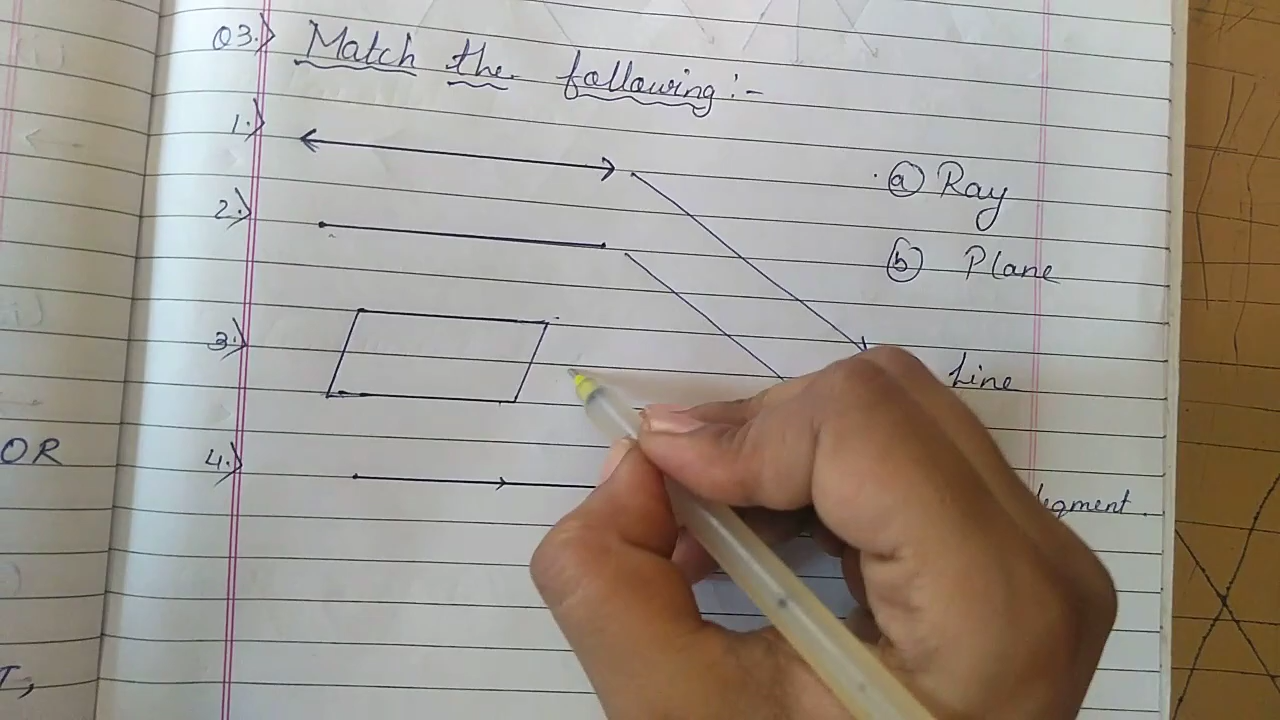 Q3.) Match the following :-
1.)
(a) Ray
2.)
(b) Plane
3.)
Line
OR
4.)
I,